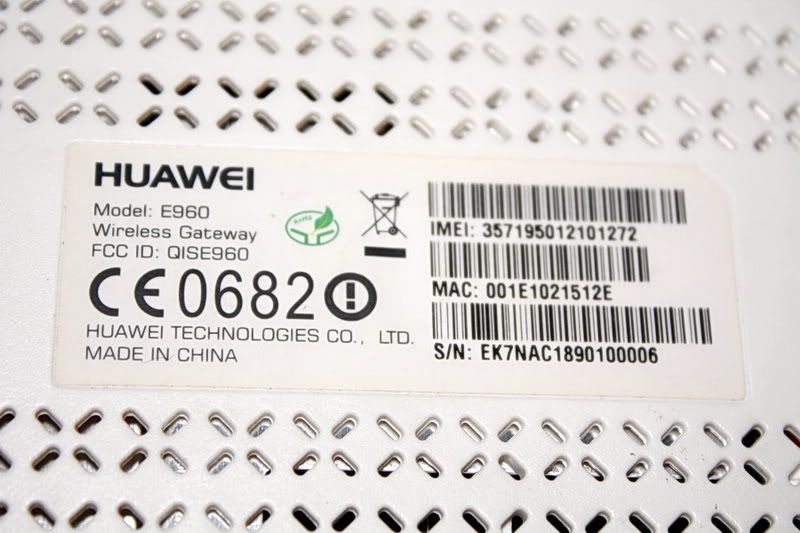 HUAWEI
Model: E960
Wireless Gateway
FCC ID: QISE960
CE0682
HUAWEI TECHNOLOGIES CO., LTD.
MADE IN CHINA
RoHS
IMEI: 357195012101272
MAC: 001E1021512E
S/N: EK7NAC1890100006